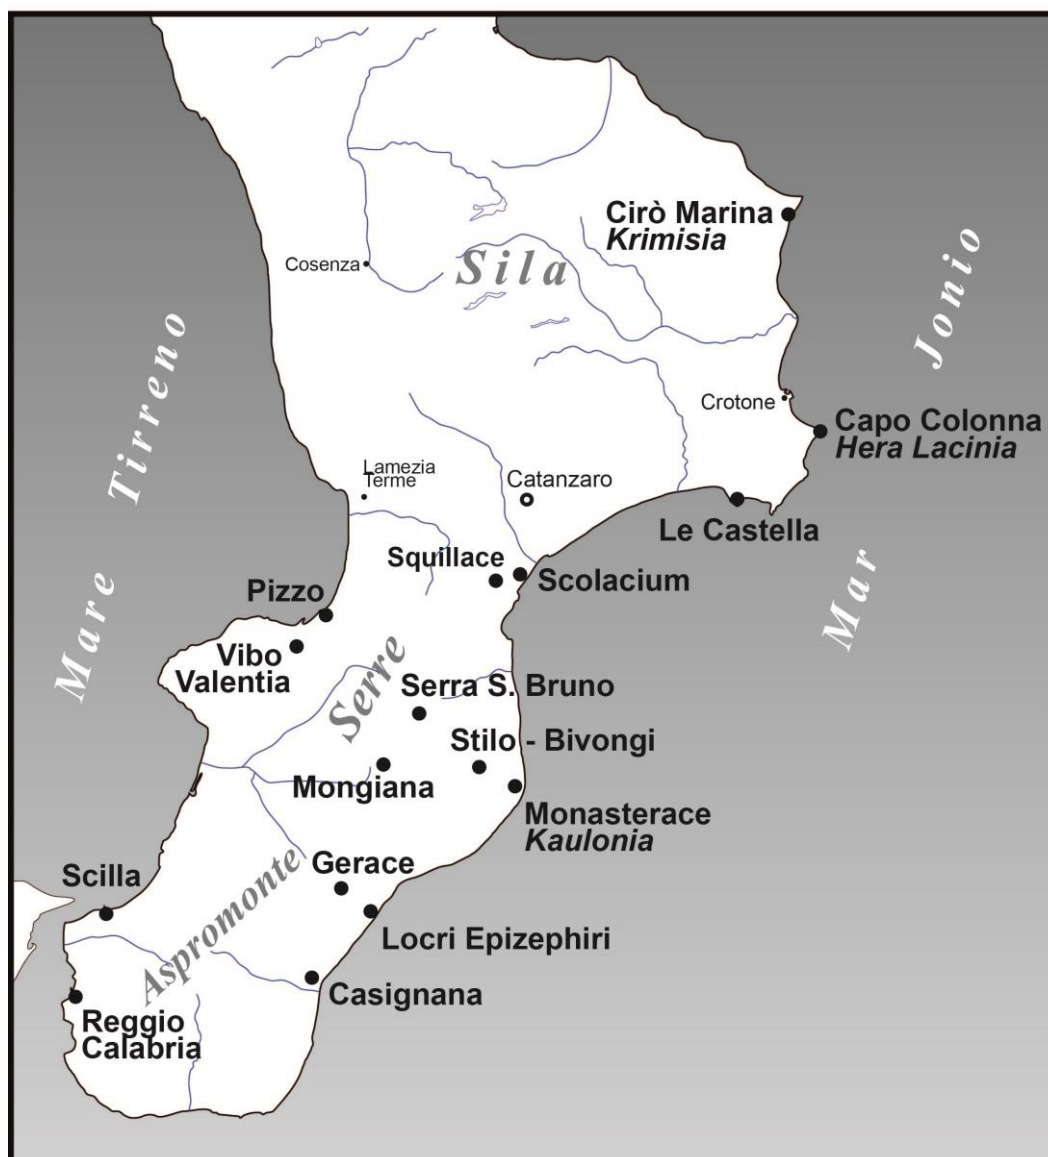 Cirò Marina
Krimisia
Cosenza
Sila
Mare Tirreno
Mar Jonio
Crotone
Capo Colonna
Hera Lacinia
Lamezia
Terme
Catanzaro
Le Castella
Squillace
Scolacium
Pizzo
Vibo
Valentia
Serre
Serra S. Bruno
Stilo - Bivongi
Mongiana
Monasterace
Kaulonia
Gerace
Scilla
Aspromonte
Locri Epizephiri
Casignana
Reggio
Calabria